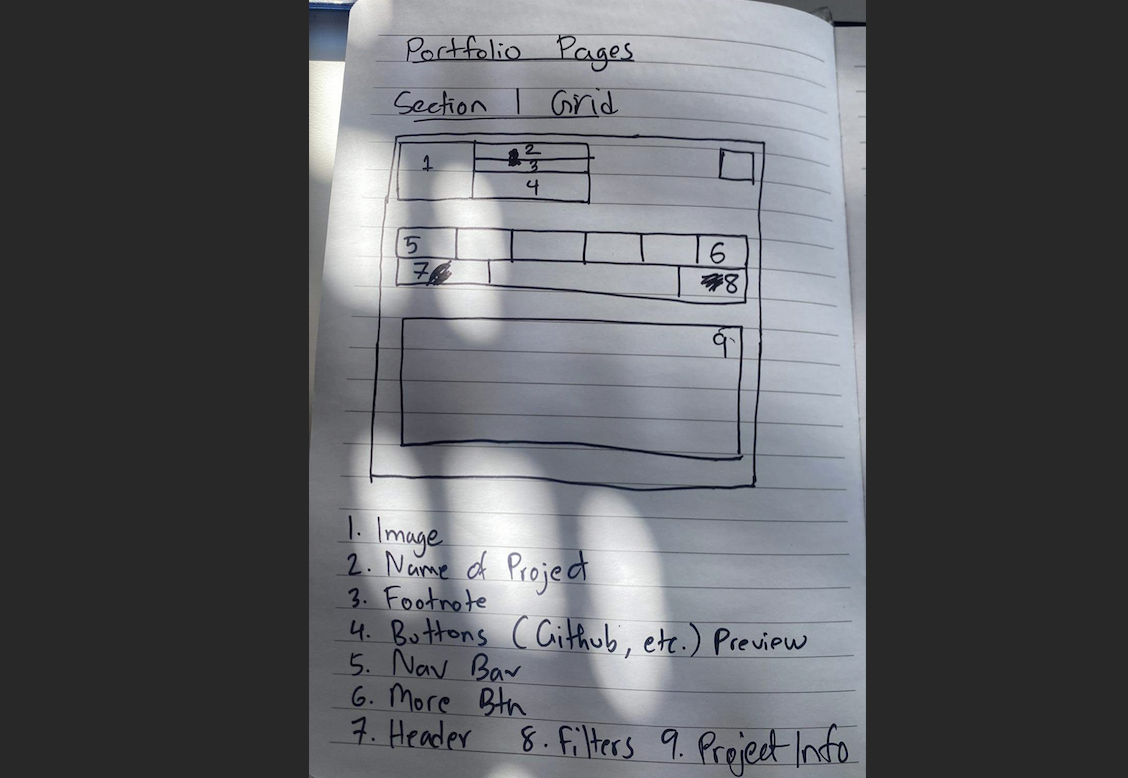 Portfolio Pages
Section 1 Grid
1
2
3
4
5
6
7
8
9
1. Image
2. Name of Project
3. Footnote
4. Buttons (Github, etc.) Preview
5. Nav Bar
6. More Btn
7. Header 8. Filters 9. Project Info